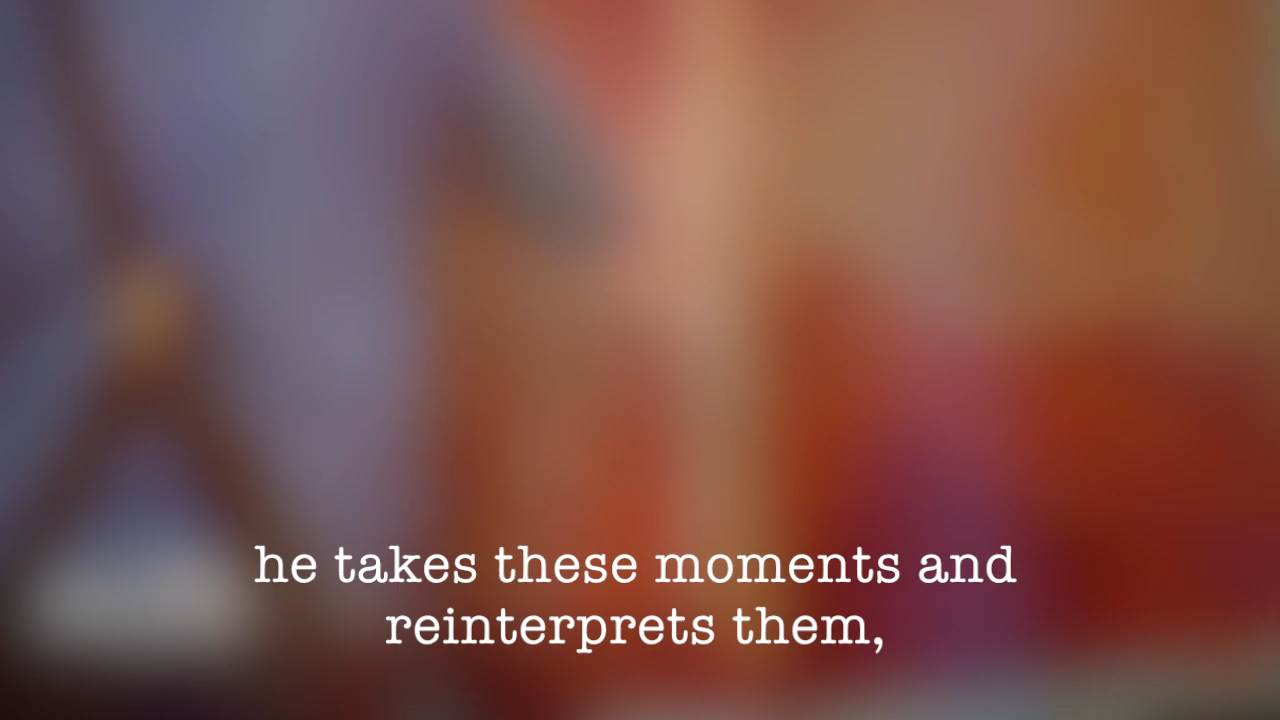 he takes these moments and
reinterprets them,